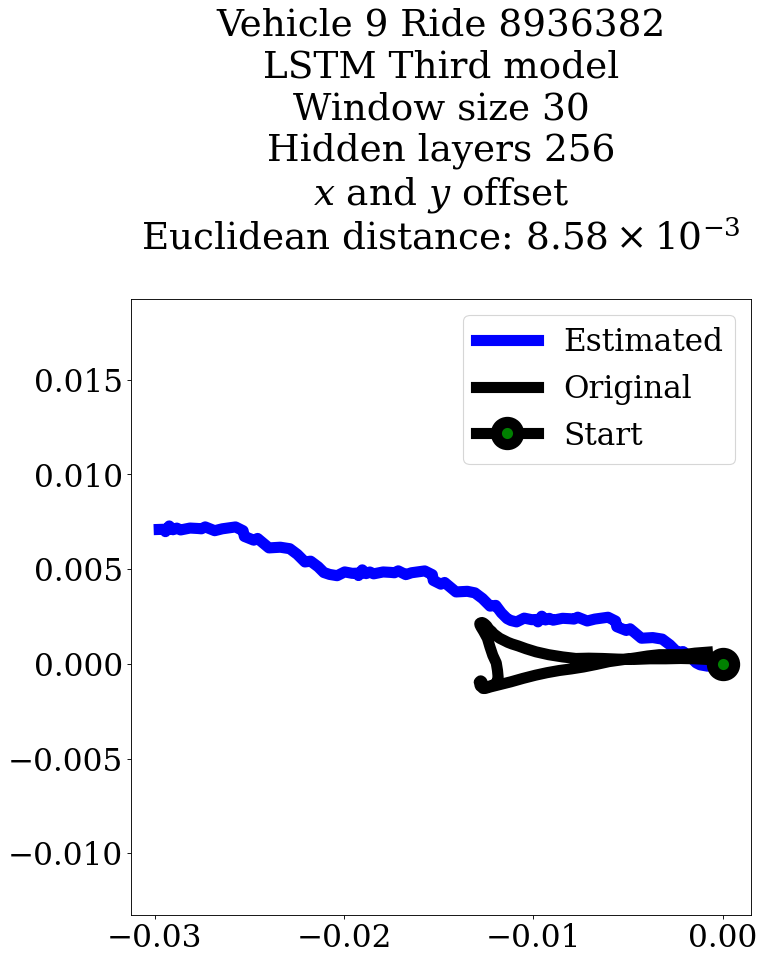 Vehicle 9 Ride 8936382
LSTM Third model
Window size 30
Hidden layers 256
x and y offset
Euclidean distance: 8.58 × 10⁻³
Estimated
Original
Start
0.015
0.010
0.005
0.000
−0.005
−0.010
−0.03 −0.02 −0.01 0.00